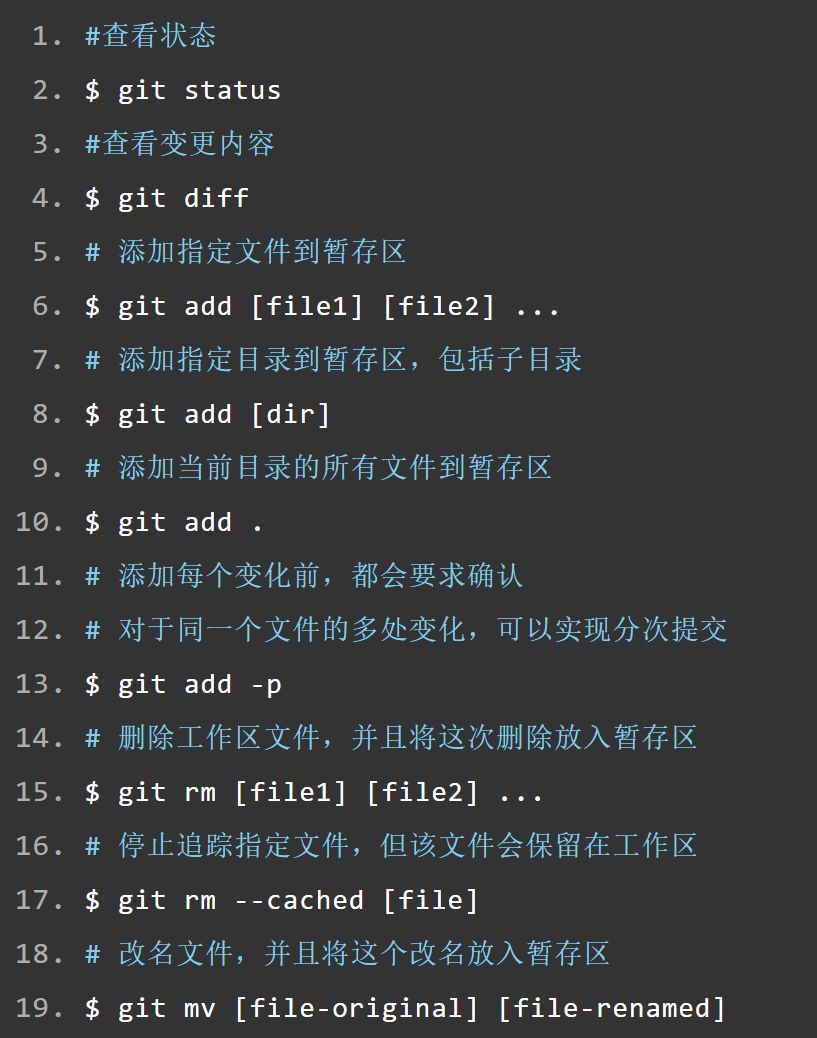 1. #查看状态
2. $ git status
3. #查看变更内容
4. $ git diff
5. # 添加指定文件到暂存区
6. $ git add [file1] [file2] ...
7. # 添加指定目录到暂存区，包括子目录
8. $ git add [dir]
9. # 添加当前目录的所有文件到暂存区
10. $ git add .
11. # 添加每个变化前，都会要求确认
12. # 对于同一个文件的多处变化，可以实现分次提交
13. $ git add -p
14. # 删除工作区文件，并且将这次删除放入暂存区
15. $ git rm [file1] [file2] ...
16. # 停止追踪指定文件，但该文件会保留在工作区
17. $ git rm --cached [file]
18. # 改名文件，并且将这个改名放入暂存区
19. $ git mv [file-original] [file-renamed]